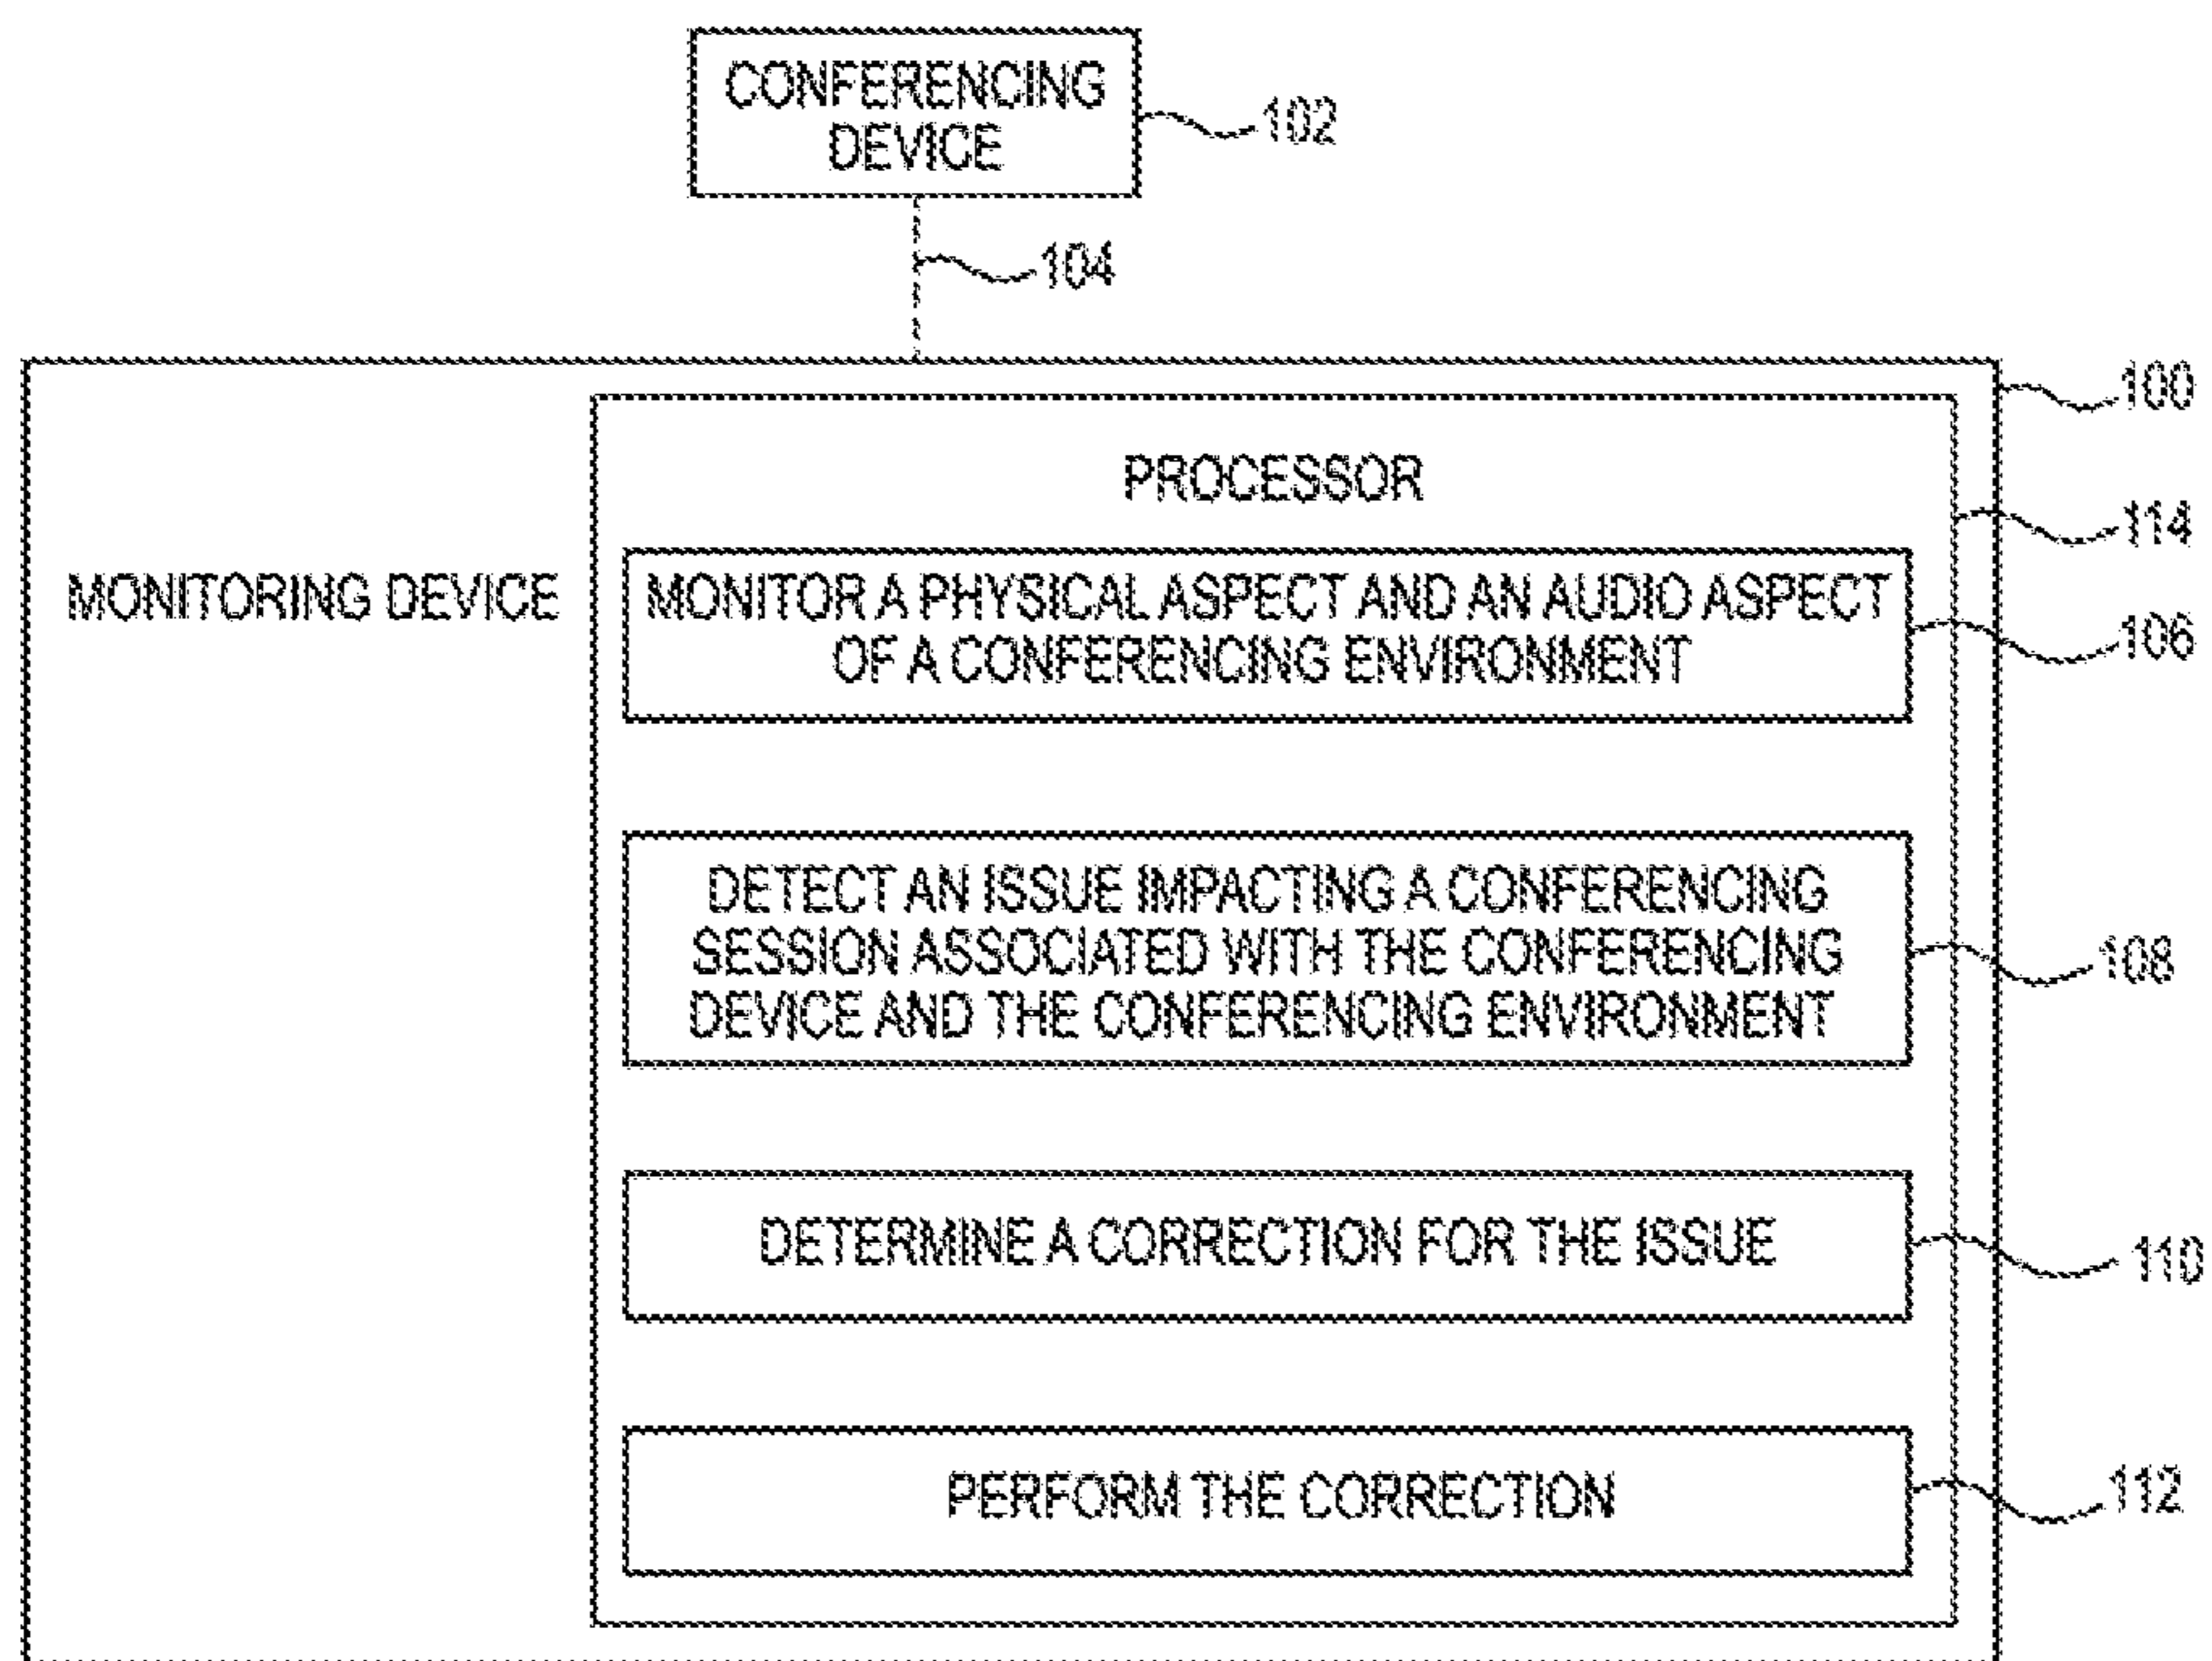 CONFERENCING
DEVICE
102
104
100
PROCESSOR
114
MONITORING DEVICE
MONITOR A PHYSICAL ASPECT AND AN AUDIO ASPECT
OF A CONFERENCING ENVIRONMENT
106
DETECT AN ISSUE IMPACTING A CONFERENCING
SESSION ASSOCIATED WITH THE CONFERENCING
DEVICE AND THE CONFERENCING ENVIRONMENT
108
DETERMINE A CORRECTION FOR THE ISSUE
110
PERFORM THE CORRECTION
112